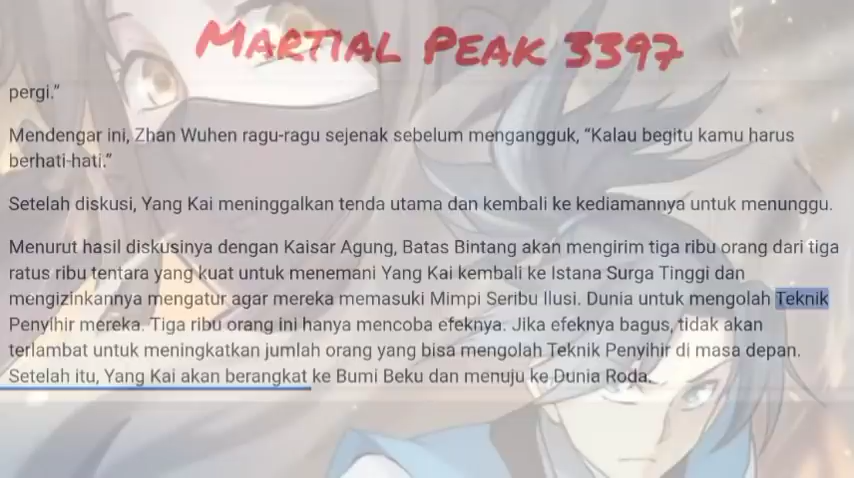 MARTIAL PEAK 3397
pergi.”
Mendengar ini, Zhan Wuhen ragu-ragu sejenak sebelum mengangguk, “Kalau begitu kamu harus
berhati-hati.”
Setelah diskusi, Yang Kai meninggalkan tenda utama dan kembali ke kediamannya untuk menunggu.
Menurut hasil diskusinya dengan Kaisar Agung, Batas Bintang akan mengirim tiga ribu orang dari tiga
ratus ribu tentara yang kuat untuk menemani Yang Kai kembali ke Istana Surga Tinggi dan
mengizinkannya mengatur agar mereka memasuki Mimpi Seribu Ilusi. Dunia untuk mengolah Teknik
Penyihir mereka. Tiga ribu orang ini hanya mencoba efeknya. Jika efeknya bagus, tidak akan
terlambat untuk meningkatkan jumlah orang yang bisa mengolah Teknik Penyihir di masa depan.
Setelah itu, Yang Kai akan berangkat ke Bumi Beku dan menuju ke Dunia Roda.